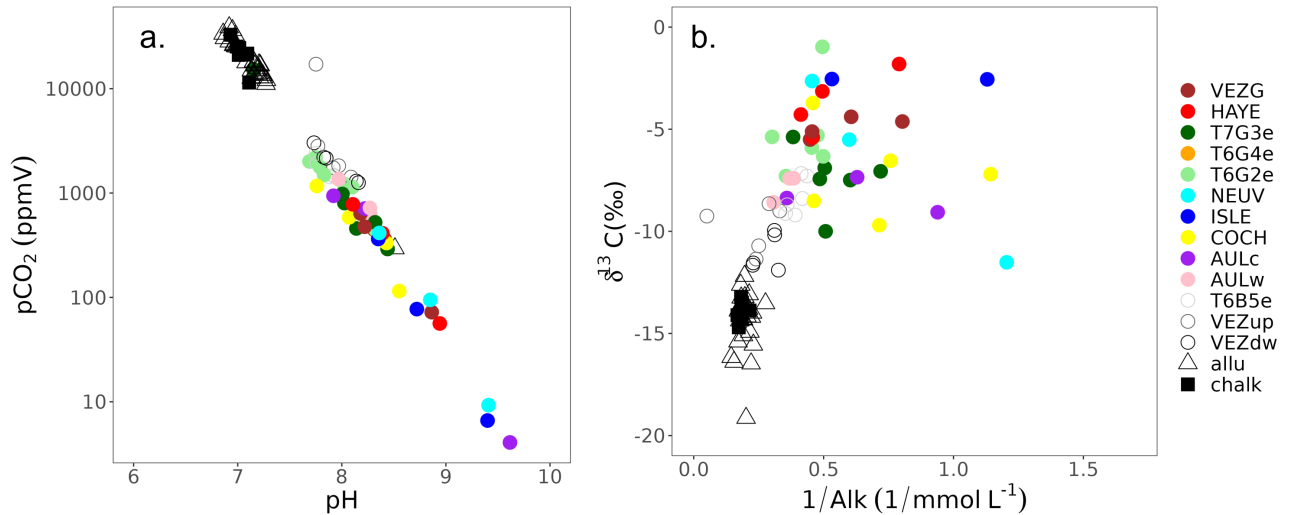 a.
10000
1000
100
10
pCO₂ (ppmV)
6 7 8 9 10
pH
b.
0
-5
-10
-15
-20
δ¹³ C(‰)
0.0 0.5 1.0 1.5
1/Alk (1/mmol L⁻¹)
VEZG
HAYE
T7G3e
T6G4e
T6G2e
NEUV
ISLE
COCH
AULc
AULw
T6B5e
VEZup
VEZdw
allu
chalk